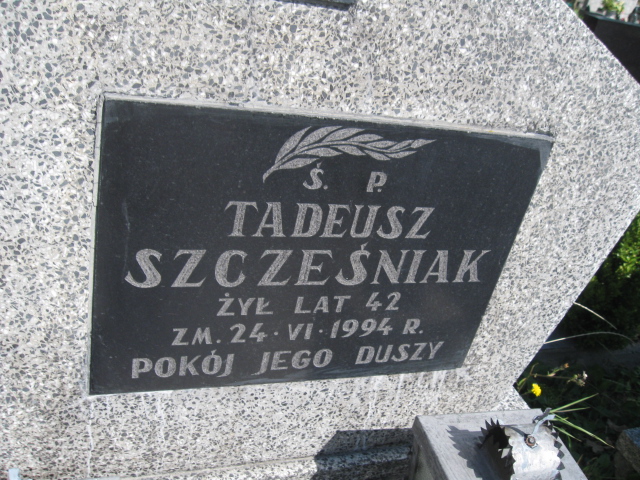 Ś. P.
TADEUSZ
SZCZEŚNIAK
ŻYŁ LAT 42
ZM. 24·VI·1994 R.
POKÓJ JEGO DUSZY